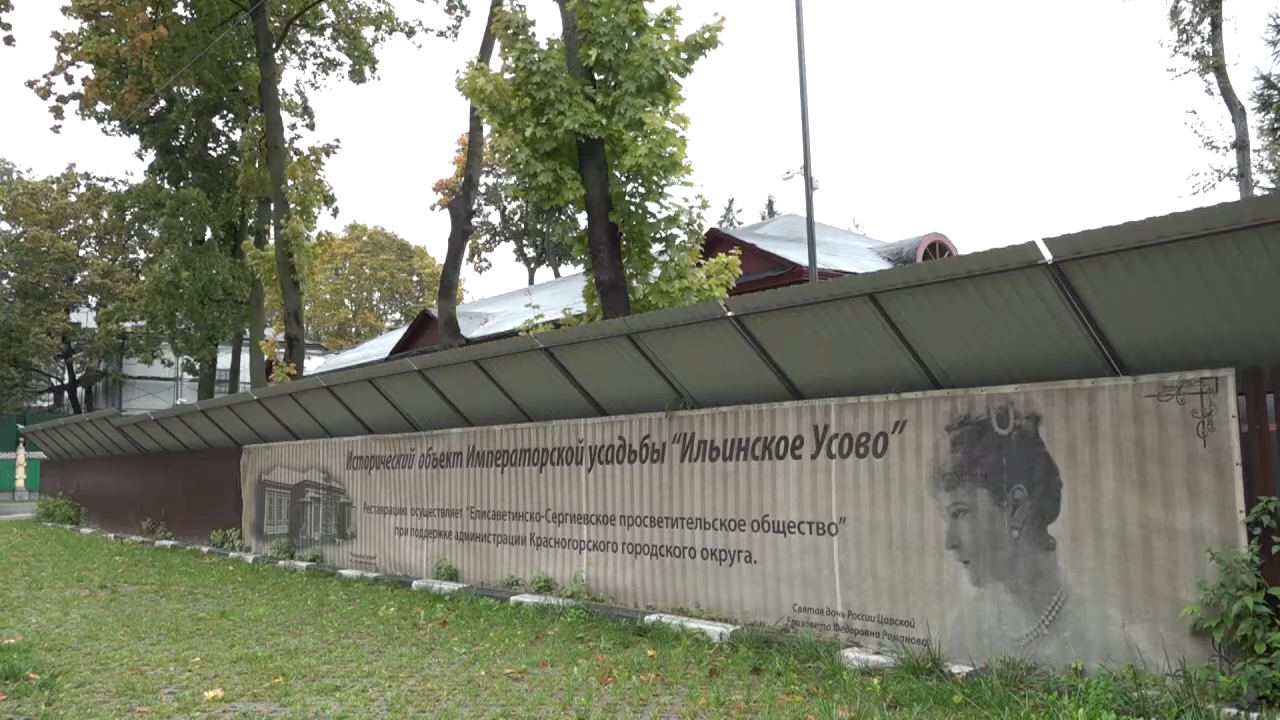 Исторический объект Императорской усадьбы "Ильинское Усово"
Реставрацию осуществляет "Елисаветинско-Сергиевское просветительское общество"
при поддержке администрации Красногорского городского округа.
Святая дочь России Царской
Елизавета Федоровна Романова